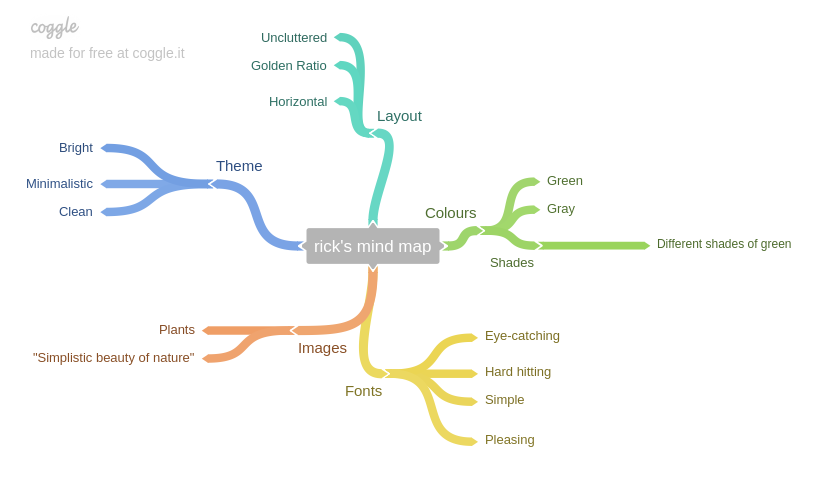 coggle
made for free at coggle.it
Uncluttered
Golden Ratio
Horizontal
Layout
Bright
Minimalistic
Clean
Theme
Colours
Green
Gray
Shades
Different shades of green
rick's mind map
Plants
"Simplistic beauty of nature"
Images
Fonts
Eye-catching
Hard hitting
Simple
Pleasing